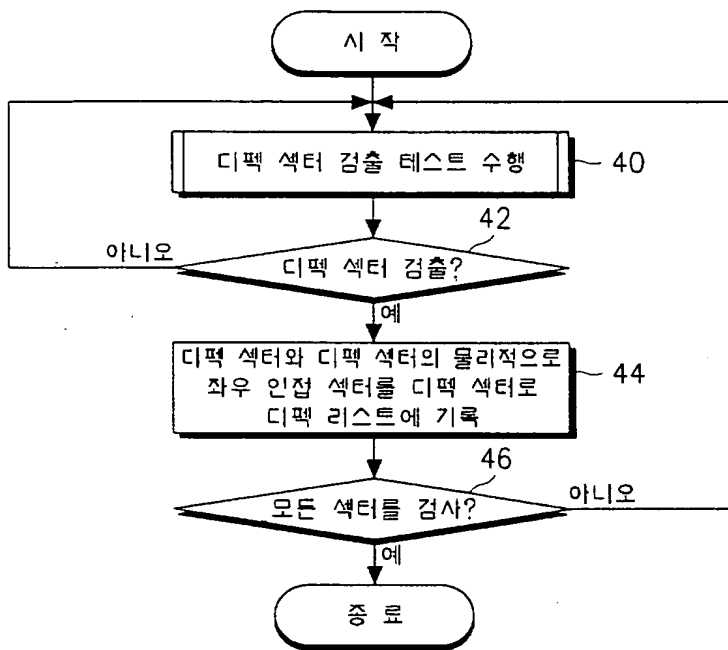 시 작
디펙 섹터 검출 테스트 수행
40
42
아니오
디펙 섹터 검출?
예
디펙 섹터와 디펙 섹터의 물리적으로
좌우 인접 섹터를 디펙 섹터로
디펙 리스트에 기록
44
46
아니오
모든 섹터를 검사?
예
종 료